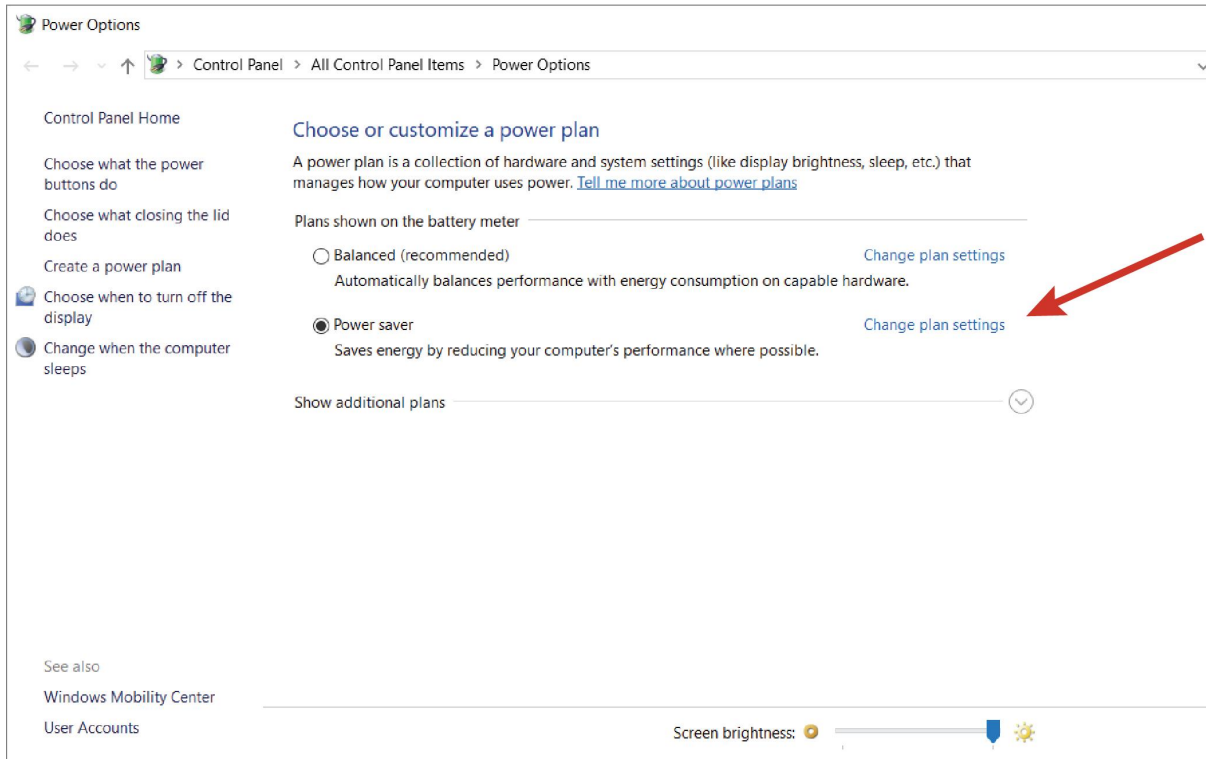 Power Options
Control Panel > All Control Panel Items > Power Options
Control Panel Home
Choose what the power
buttons do
Choose what closing the lid
does
Create a power plan
Choose when to turn off the
display
Change when the computer
sleeps
Choose or customize a power plan
A power plan is a collection of hardware and system settings (like display brightness, sleep, etc.) that
manages how your computer uses power. Tell me more about power plans
Plans shown on the battery meter
Balanced (recommended) Change plan settings
Automatically balances performance with energy consumption on capable hardware.
Power saver Change plan settings
Saves energy by reducing your computer's performance where possible.
Show additional plans
See also
Windows Mobility Center
User Accounts
Screen brightness: